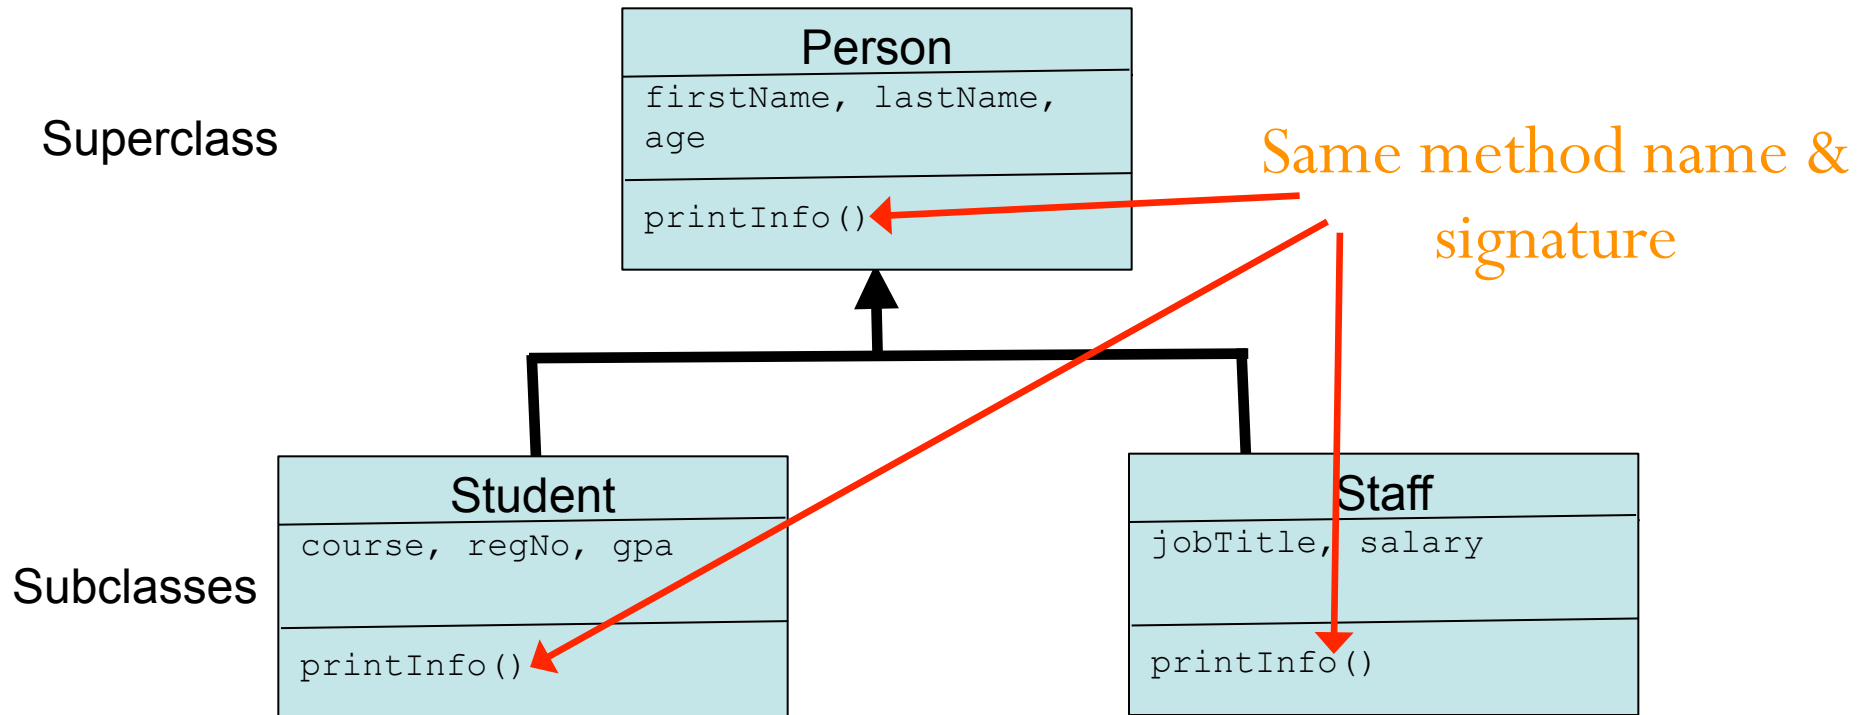 Person
firstName, lastName,
age
printInfo()
Superclass
Same method name &
signature
Student
course, regNo, gpa
printInfo()
Staff
jobTitle, salary
printInfo()
Subclasses